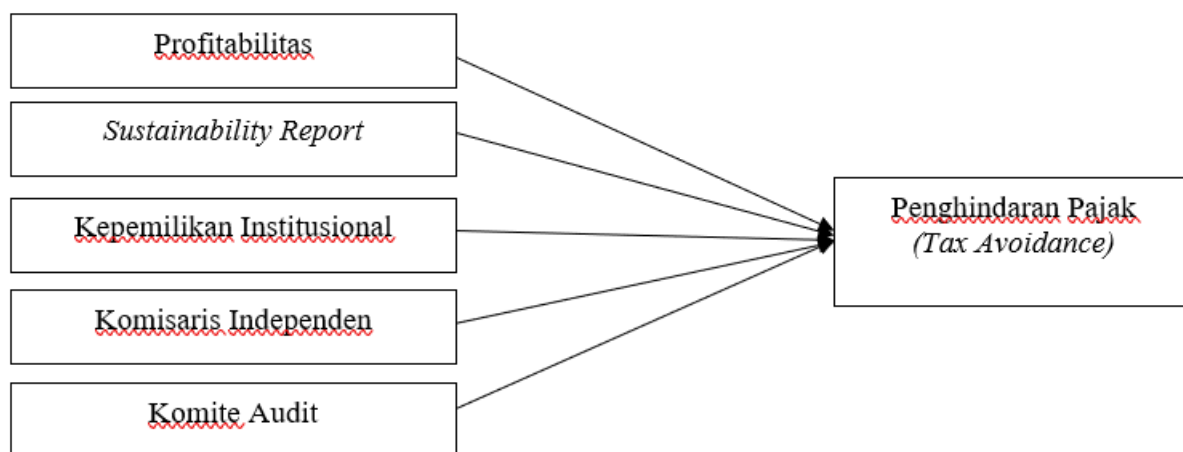 Profitabilitas
Sustainability Report
Kepemilikan Institusional
Komisaris Independen
Komite Audit
Penghindaran Pajak
(Tax Avoidance)